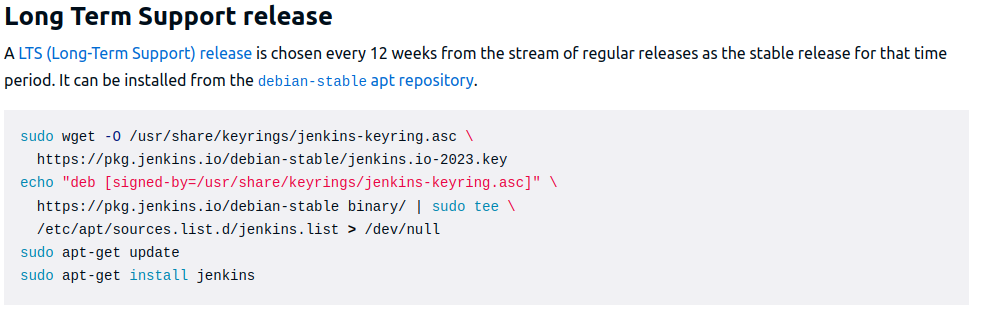 Long Term Support release
A LTS (Long-Term Support) release is chosen every 12 weeks from the stream of regular releases as the stable release for that time
period. It can be installed from the debian-stable apt repository.
sudo wget -O /usr/share/keyrings/jenkins-keyring.asc \
  https://pkg.jenkins.io/debian-stable/jenkins.io-2023.key
echo "deb [signed-by=/usr/share/keyrings/jenkins-keyring.asc]" \
  https://pkg.jenkins.io/debian-stable binary/ | sudo tee \
  /etc/apt/sources.list.d/jenkins.list > /dev/null
sudo apt-get update
sudo apt-get install jenkins